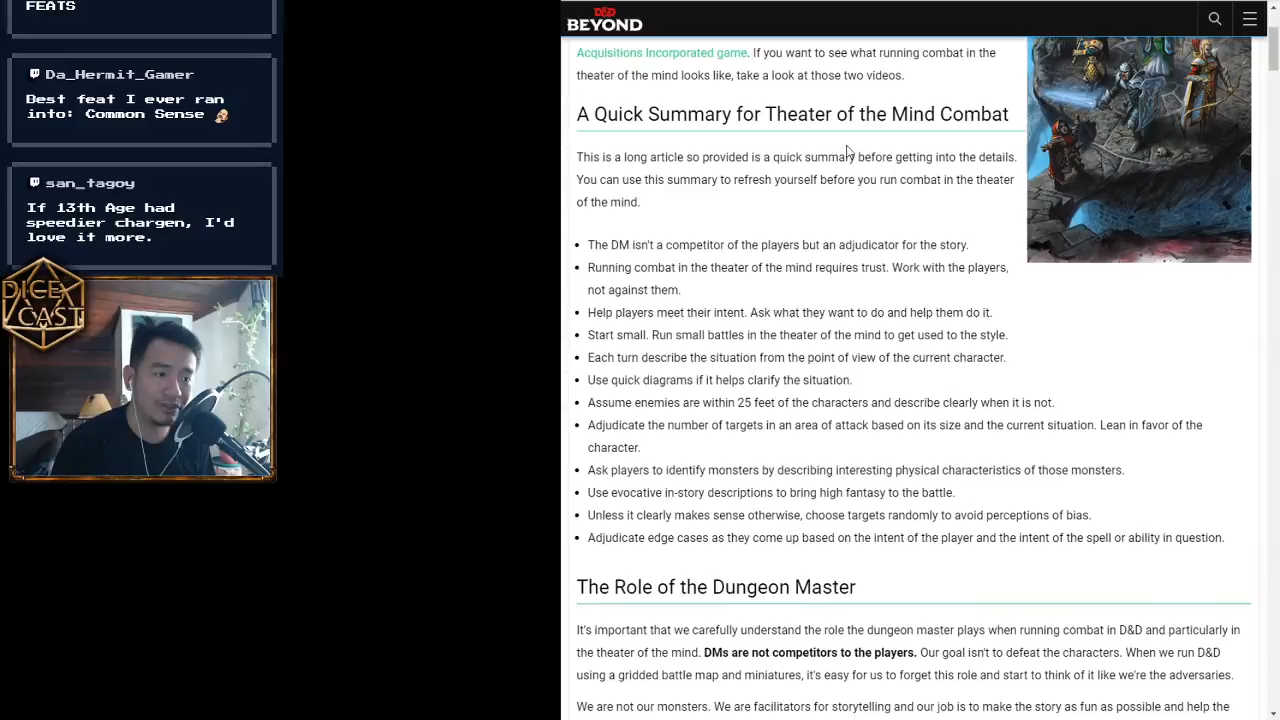 FEATS
Da_Hermit_Gamer
Best feat I ever ran
into: Common Sense
san_tagoy
If 13th Age had
speedier chargen, I'd
love it more.
DICE
CAST
D&D
BEYOND
Acquisitions Incorporated game. If you want to see what running combat in the
theater of the mind looks like, take a look at those two videos.
A Quick Summary for Theater of the Mind Combat
This is a long article so provided is a quick summary before getting into the details.
You can use this summary to refresh yourself before you run combat in the theater
of the mind.
• The DM isn't a competitor of the players but an adjudicator for the story.
• Running combat in the theater of the mind requires trust. Work with the players,
not against them.
• Help players meet their intent. Ask what they want to do and help them do it.
• Start small. Run small battles in the theater of the mind to get used to the style.
• Each turn describe the situation from the point of view of the current character.
• Use quick diagrams if it helps clarify the situation.
• Assume enemies are within 25 feet of the characters and describe clearly when it is not.
• Adjudicate the number of targets in an area of attack based on its size and the current situation. Lean in favor of the
character.
• Ask players to identify monsters by describing interesting physical characteristics of those monsters.
• Use evocative in-story descriptions to bring high fantasy to the battle.
• Unless it clearly makes sense otherwise, choose targets randomly to avoid perceptions of bias.
• Adjudicate edge cases as they come up based on the intent of the player and the intent of the spell or ability in question.
The Role of the Dungeon Master
It's important that we carefully understand the role the dungeon master plays when running combat in D&D and particularly in
the theater of the mind. DMs are not competitors to the players. Our goal isn't to defeat the characters. When we run D&D
using a gridded battle map and miniatures, it's easy for us to forget this role and start to think of it like we're the adversaries.
We are not our monsters. We are facilitators for storytelling and our job is to make the story as fun as possible and help the